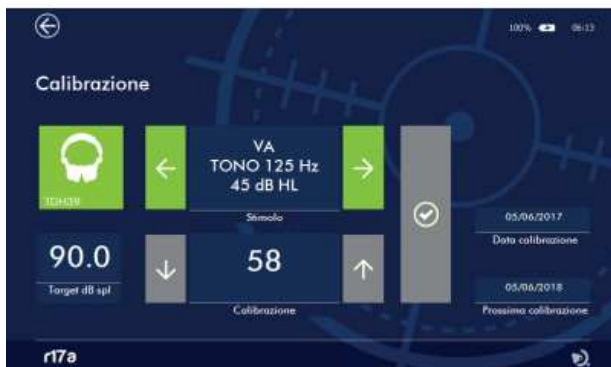 100% 06:13
Calibrazione
VA
TONO 125 Hz
45 dB HL
TDH39
Stimolo
05/06/2017
Data calibrazione
90.0
58
Target dB spl
Calibrazione
05/06/2018
Prossima calibrazione
r17a